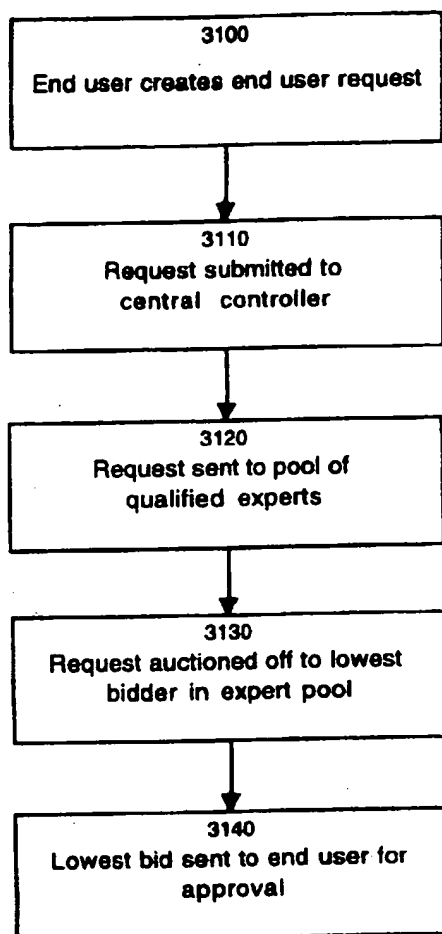 3100
End user creates end user request
3110
Request submitted to
central controller
3120
Request sent to pool of
qualified experts
3130
Request auctioned off to lowest
bidder in expert pool
3140
Lowest bid sent to end user for
approval